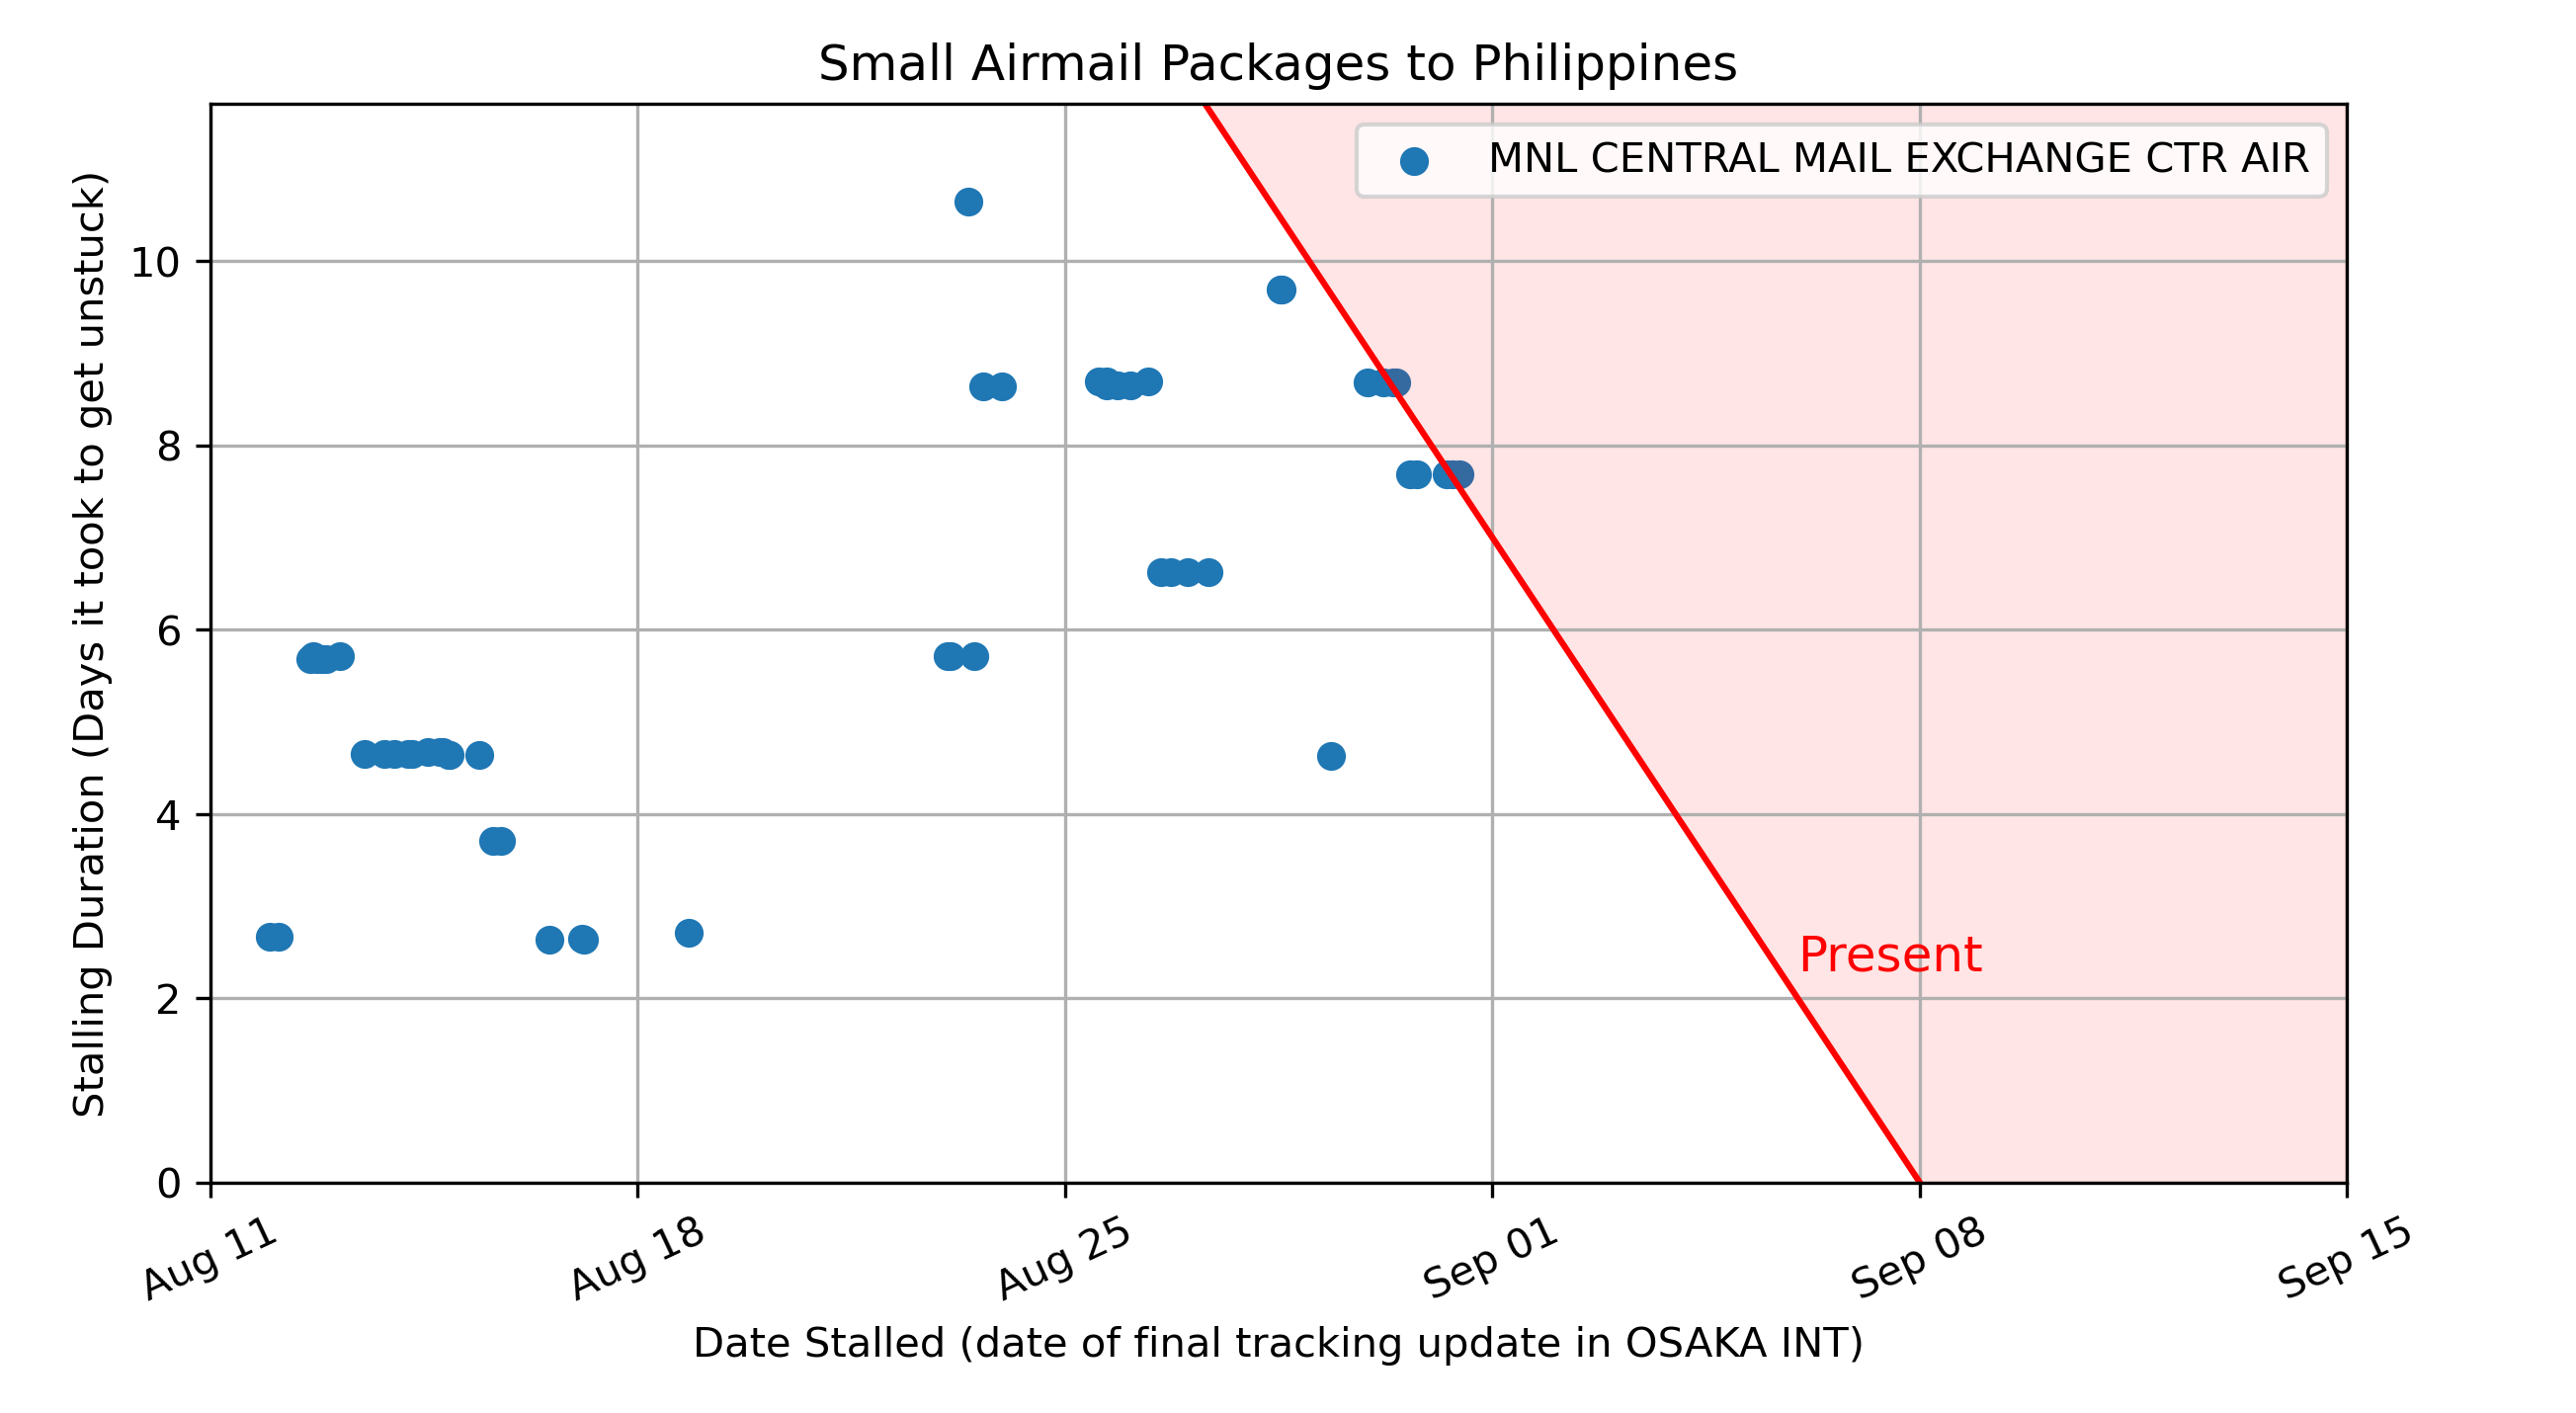 Small Airmail Packages to Philippines
MNL CENTRAL MAIL EXCHANGE CTR AIR
Stalling Duration (Days it took to get unstuck)
10
8
6
4
2
0
Present
Aug 11
Aug 18
Aug 25
Sep 01
Sep 08
Sep 15
Date Stalled (date of final tracking update in OSAKA INT)